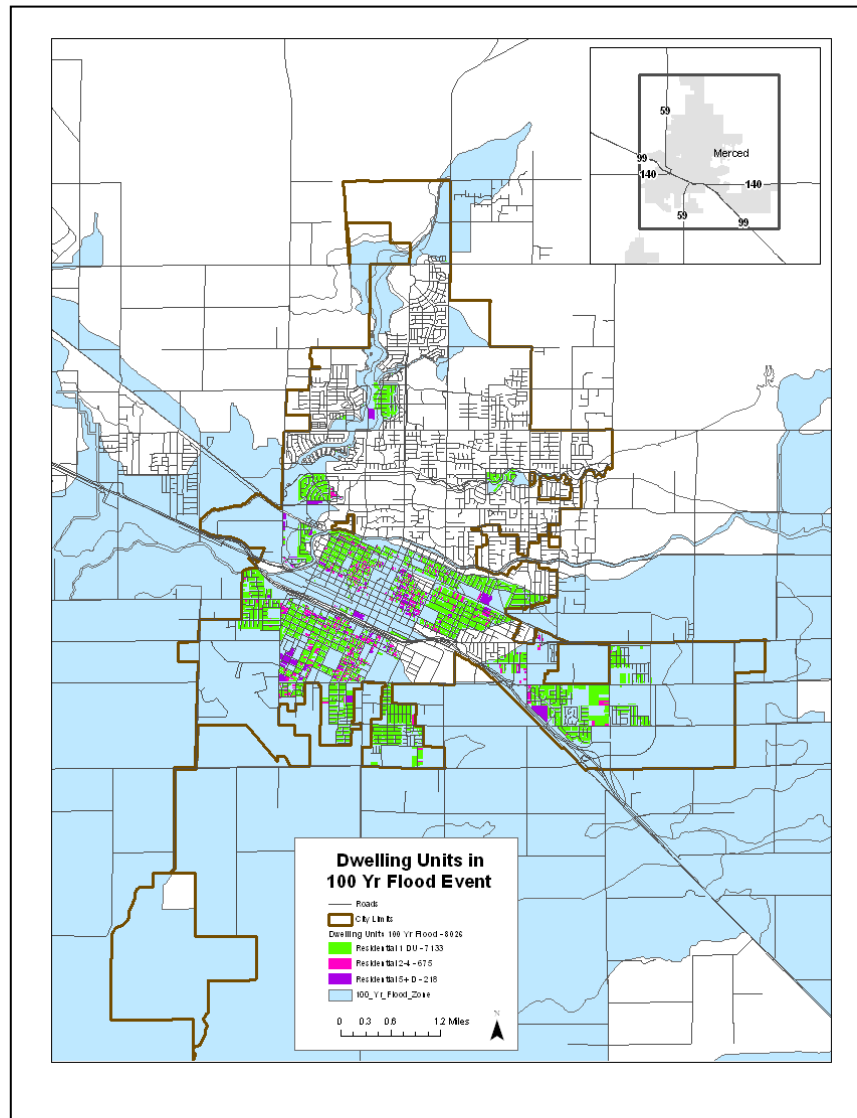 59
Merced
99
140
140
59
99
Dwelling Units in
100 Yr Flood Event
Roads
City Limits
Dwelling Units 100 Yr Flood - 8026
Residential 1 DU - 7133
Residential 2-4 - 675
Residential 5+ D - 218
100_Yr_Flood_Zone
0 0.3 0.6 1.2 Miles
N